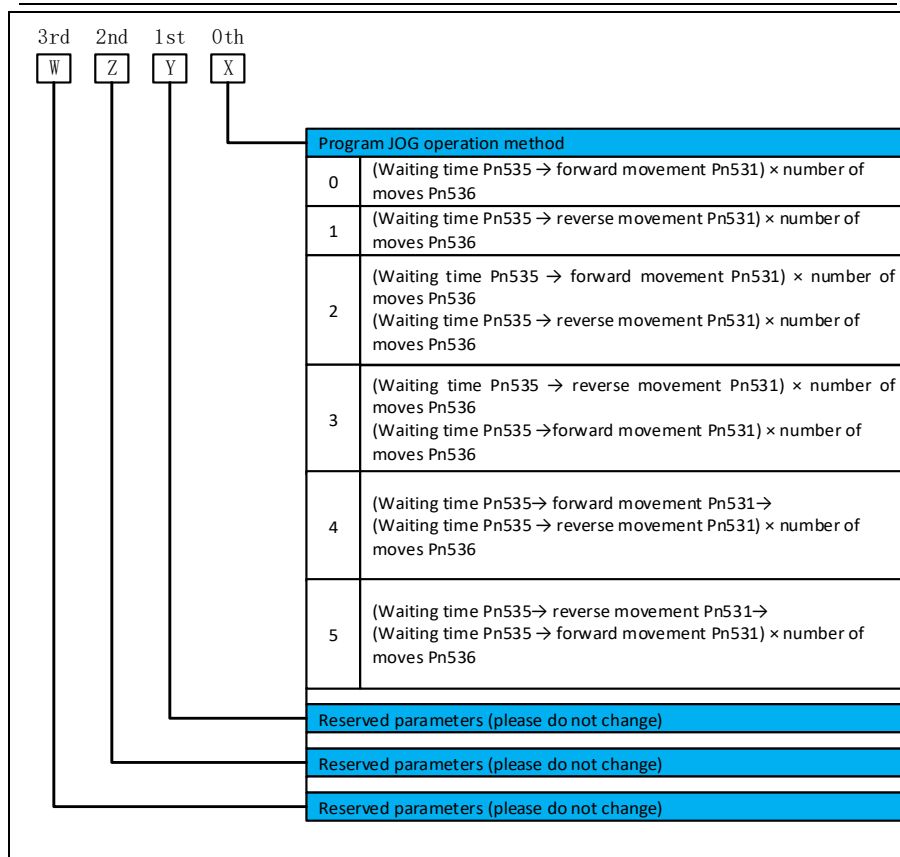 3rd 2nd 1st 0th
W Z Y X
Program JOG operation method
0
(Waiting time Pn535 → forward movement Pn531) × number of
moves Pn536
1
(Waiting time Pn535 → reverse movement Pn531) × number of
moves Pn536
2
(Waiting time Pn535 → forward movement Pn531) × number of
moves Pn536
(Waiting time Pn535 → reverse movement Pn531) × number of
moves Pn536
3
(Waiting time Pn535 → reverse movement Pn531) × number of
moves Pn536
(Waiting time Pn535 →forward movement Pn531) × number of
moves Pn536
4
(Waiting time Pn535→ forward movement Pn531→
(Waiting time Pn535 → reverse movement Pn531) × number of
moves Pn536
5
(Waiting time Pn535→ reverse movement Pn531→
(Waiting time Pn535 → forward movement Pn531) × number of
moves Pn536
Reserved parameters (please do not change)
Reserved parameters (please do not change)
Reserved parameters (please do not change)